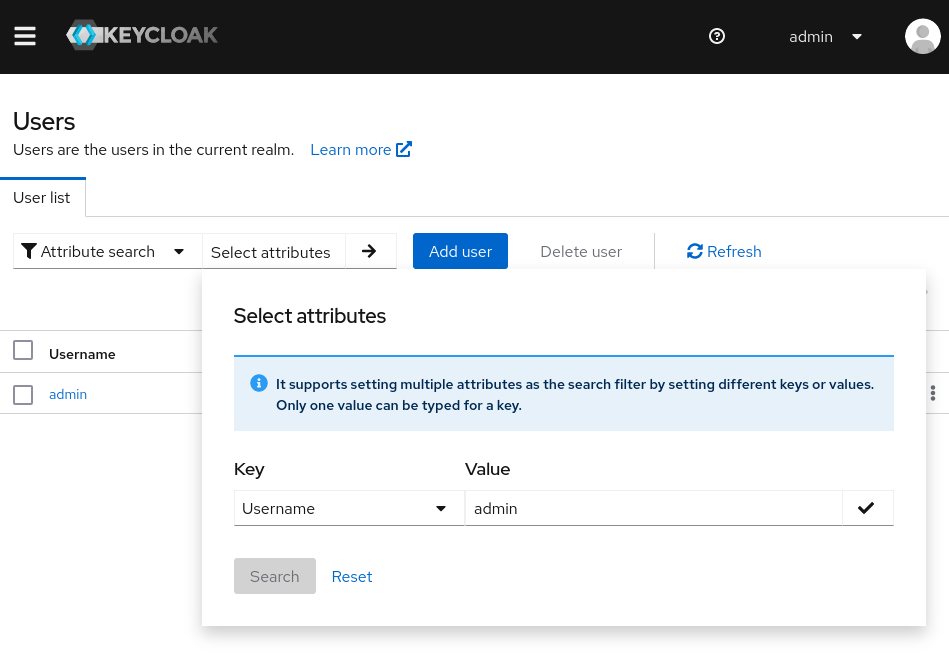 KEYCLOAK
admin
Users
Users are the users in the current realm. Learn more
User list
Attribute search Select attributes Add user Delete user Refresh
Select attributes
Username
It supports setting multiple attributes as the search filter by setting different keys or values.
Only one value can be typed for a key.
admin
Key Value
Username admin
Search Reset